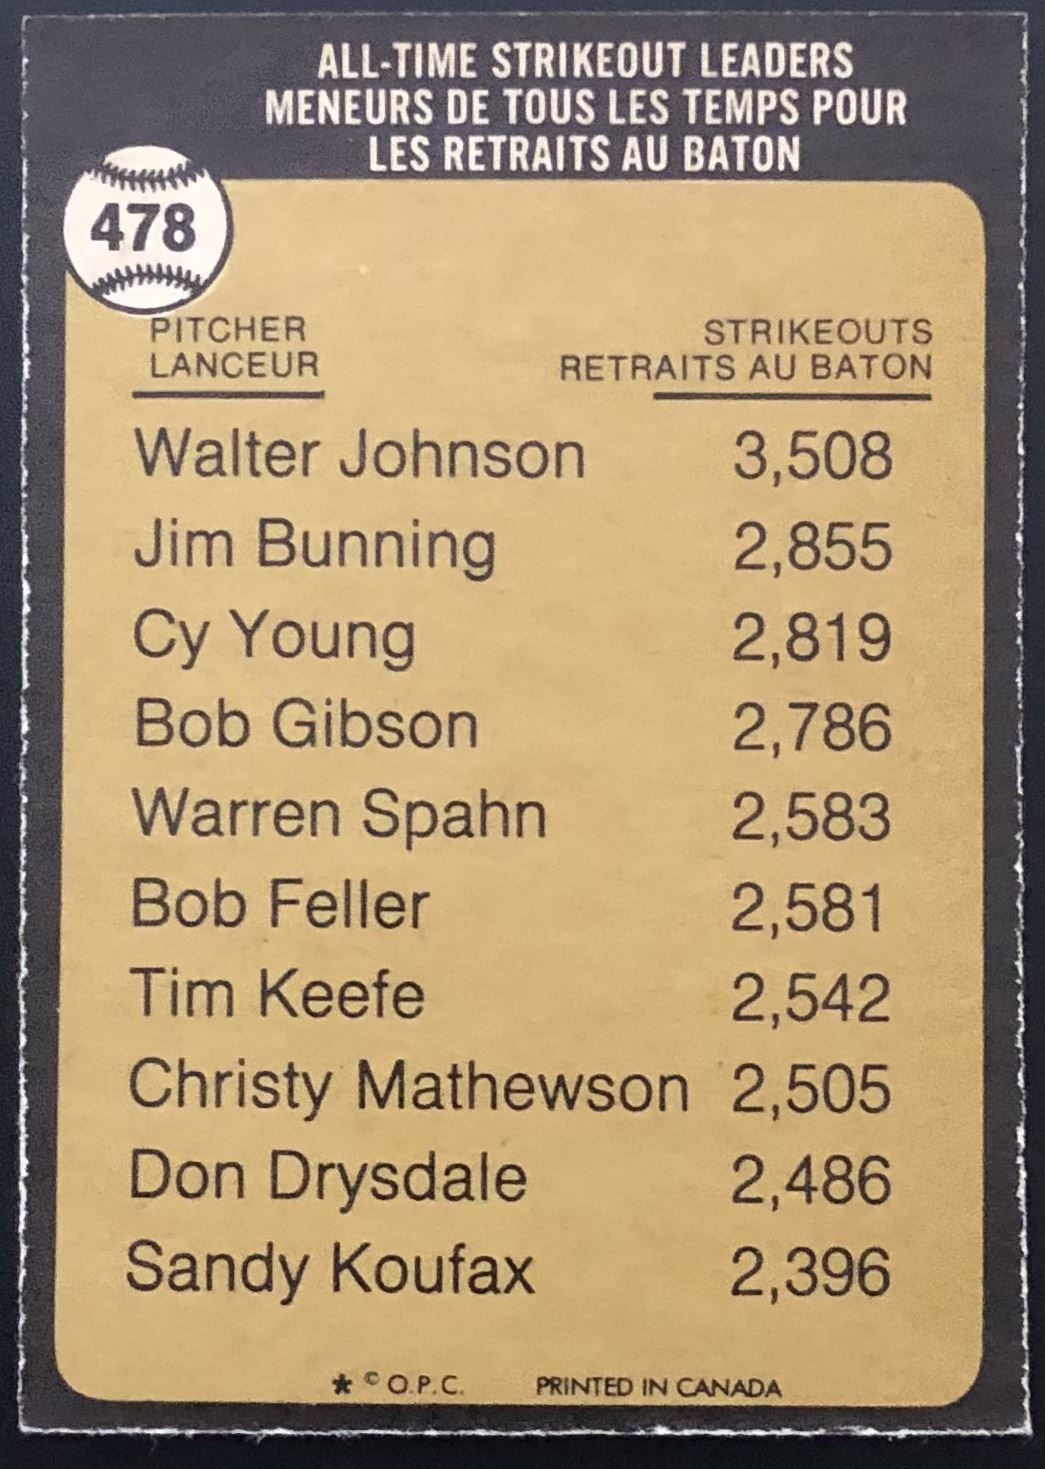 ALL-TIME STRIKEOUT LEADERS
MENEURS DE TOUS LES TEMPS POUR
LES RETRAITS AU BATON
478
PITCHER STRIKEOUTS
LANCEUR RETRAITS AU BATON
Walter Johnson 3,508
Jim Bunning 2,855
Cy Young 2,819
Bob Gibson 2,786
Warren Spahn 2,583
Bob Feller 2,581
Tim Keefe 2,542
Christy Mathewson 2,505
Don Drysdale 2,486
Sandy Koufax 2,396
* © O.P.C. PRINTED IN CANADA